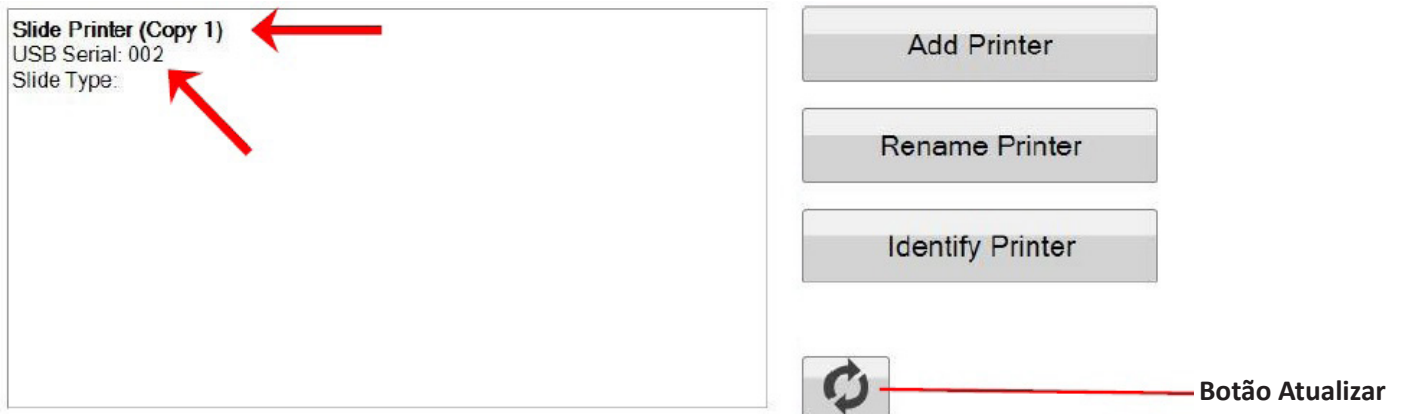 Slide Printer (Copy 1)
USB Serial: 002
Slide Type:
Add Printer
Rename Printer
Identify Printer
Botão Atualizar